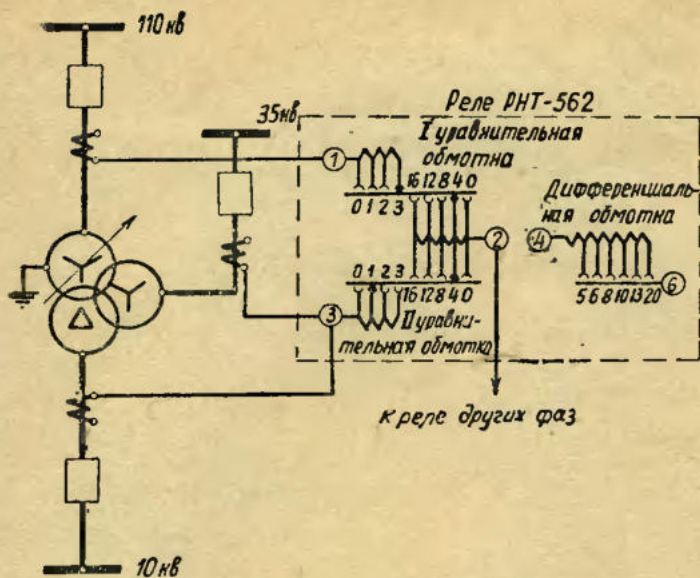 110 кв
35 кв
Реле РНТ-562
I уравнительная
обмотна
1
0 1 2 3
16 12 8 4 0
Дифференциаль-
ная обмотка
2
4
5 6 8 10 13 20
6
0 1 2 3
16 12 8 4 0
3
II уравни-
тельная обмотко
к реле других фаз
10 кв